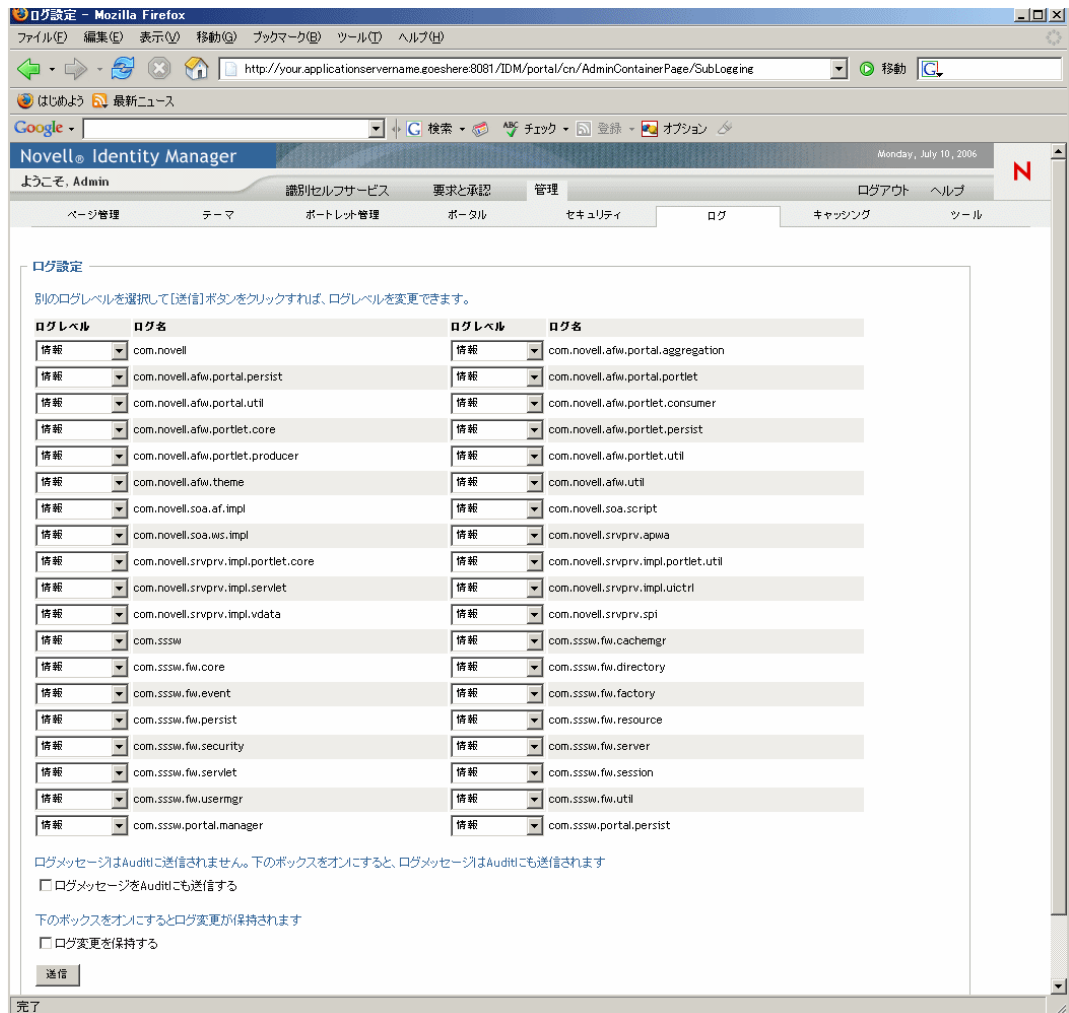 ログ設定 - Mozilla Firefox
ファイル(F) 編集(E) 表示(V) 移動(G) ブックマーク(B) ツール(T) ヘルプ(H)
http://your.applicationservername.goeshere:8081/IDM/portal/cn/AdminContainerPage/SubLogging 移動
はじめよう 最新ニュース
Google 検索 チェック 登録 オプション
Novell® Identity Manager Monday, July 10, 2006
ようこそ, Admin
識別セルフサービス 要求と承認 管理 ログアウト ヘルプ
ページ管理 テーマ ポートレット管理 ポータル セキュリティ ログ キャッシング ツール
ログ設定
別のログレベルを選択して[送信]ボタンをクリックすれば、ログレベルを変更できます。
ログレベル ログ名 ログレベル ログ名
情報 com.novell 情報 com.novell.afw.portal.aggregation
情報 com.novell.afw.portal.persist 情報 com.novell.afw.portal.portlet
情報 com.novell.afw.portal.util 情報 com.novell.afw.portlet.consumer
情報 com.novell.afw.portlet.core 情報 com.novell.afw.portlet.persist
情報 com.novell.afw.portlet.producer 情報 com.novell.afw.portlet.util
情報 com.novell.afw.theme 情報 com.novell.afw.util
情報 com.novell.soa.af.impl 情報 com.novell.soa.script
情報 com.novell.soa.ws.impl 情報 com.novell.srvprv.apwa
情報 com.novell.srvprv.impl.portlet.core 情報 com.novell.srvprv.impl.portlet.util
情報 com.novell.srvprv.impl.servlet 情報 com.novell.srvprv.impl.uictrl
情報 com.novell.srvprv.impl.vdata 情報 com.novell.srvprv.spi
情報 com.sssw 情報 com.sssw.fw.cachemgr
情報 com.sssw.fw.core 情報 com.sssw.fw.directory
情報 com.sssw.fw.event 情報 com.sssw.fw.factory
情報 com.sssw.fw.persist 情報 com.sssw.fw.resource
情報 com.sssw.fw.security 情報 com.sssw.fw.server
情報 com.sssw.fw.servlet 情報 com.sssw.fw.session
情報 com.sssw.fw.usermgr 情報 com.sssw.fw.util
情報 com.sssw.portal.manager 情報 com.sssw.portal.persist
ログメッセージはAuditに送信されません。下のボックスをオンにすると、ログメッセージはAuditにも送信されます
ログメッセージをAuditにも送信する
下のボックスをオンにするとログ変更が保持されます
ログ変更を保持する
送信
完了